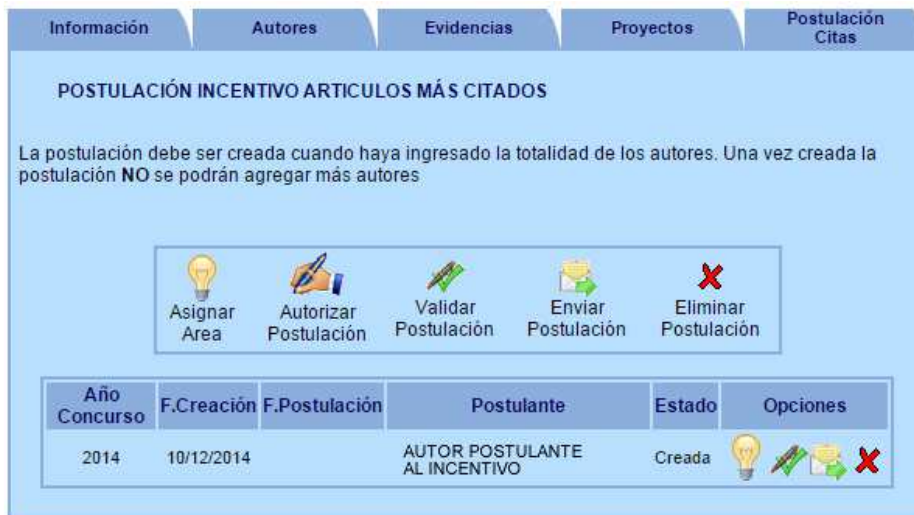 Información Autores Evidencias Proyectos Postulación
Citas
POSTULACIÓN INCENTIVO ARTICULOS MÁS CITADOS
La postulación debe ser creada cuando haya ingresado la totalidad de los autores. Una vez creada la
postulación NO se podrán agregar más autores
Asignar
Area
Autorizar
Postulación
Validar
Postulación
Enviar
Postulación
Eliminar
Postulación
Año
Concurso
F.Creación F.Postulación Postulante Estado Opciones
2014 10/12/2014 AUTOR POSTULANTE
AL INCENTIVO
Creada